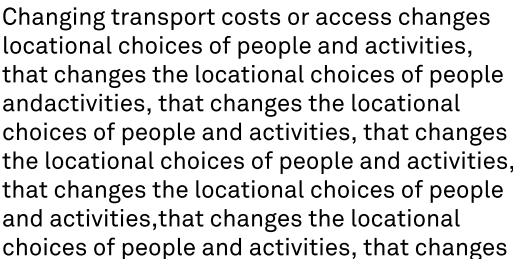 Changing transport costs or access changes
locational choices of people and activities,
that changes the locational choices of people
andactivities, that changes the locational
choices of people and activities, that changes
the locational choices of people and activities,
that changes the locational choices of people
and activities,that changes the locational
choices of people and activities, that changes